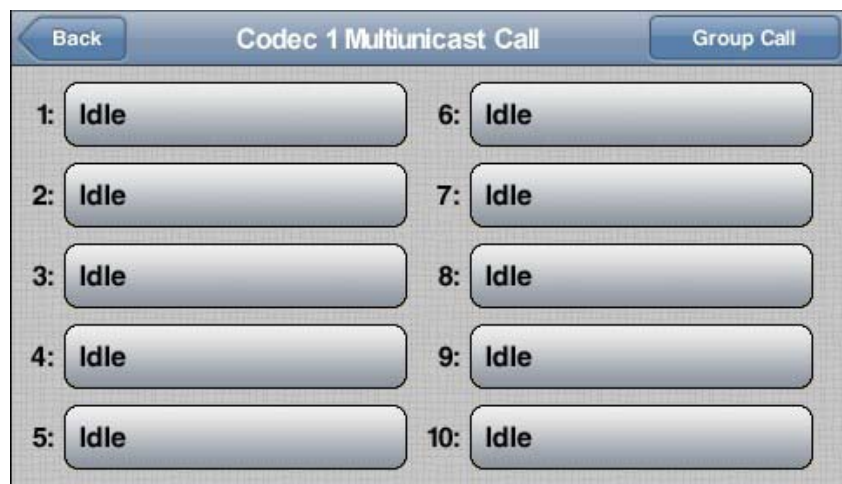 Back
Codec 1 Multiunicast Call
Group Call
1: Idle
2: Idle
3: Idle
4: Idle
5: Idle
6: Idle
7: Idle
8: Idle
9: Idle
10: Idle